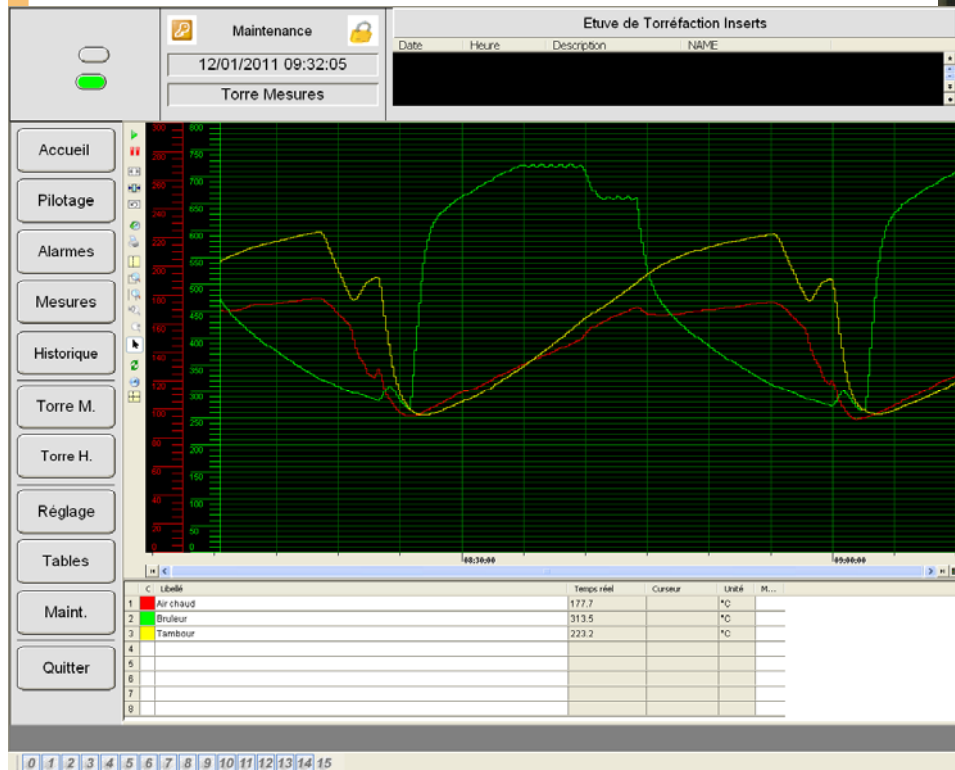 Maintenance
12/01/2011 09:32:05
Torre Mesures
Etuve de Torréfaction Inserts
Date Heure Description NAME
Accueil
Pilotage
Alarmes
Mesures
Historique
Torre M.
Torre H.
Réglage
Tables
Maint.
Quitter
300 800
280 750
260 700
240 650
220 600
550
200 500
180 450
160 400
140 350
120 300
100 250
80 200
60 150
40 100
20 50
0 0
08:30:00 09:00:00
C Libellé Temps réel Curseur Unité M...
1 Air chaud 177.7 °C
2 Bruleur 313.5 °C
3 Tambour 223.2 °C
4
5
6
7
8
0 1 2 3 4 5 6 7 8 9 10 11 12 13 14 15